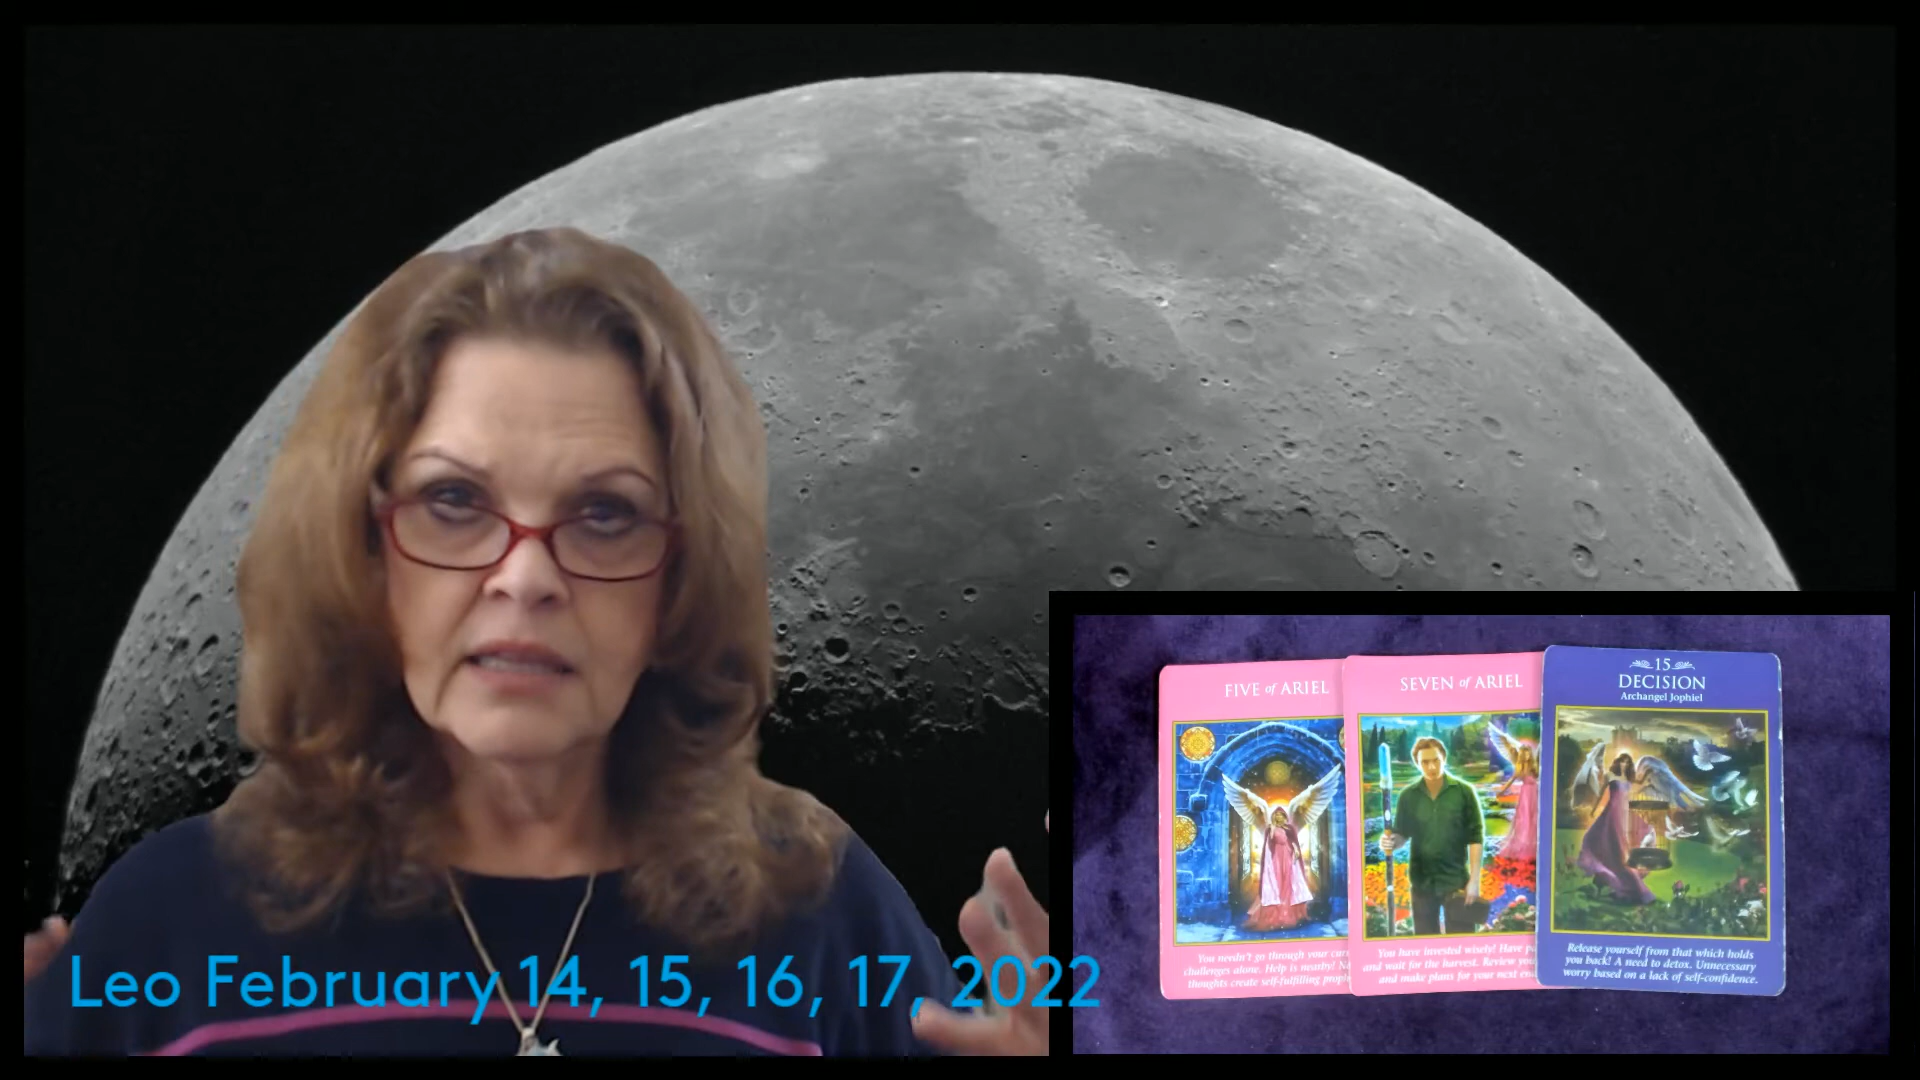 FIVE of ARIEL
You needn't go through your
challenges alone. Help is nearby!
thoughts create self-fulfilling
SEVEN of ARIEL
You have invested wisely! Have
and wait for the harvest. Review
and make plans for your next
15
DECISION
Archangel Jophiel
Release yourself from that which holds
you back! A need to detox. Unnecessary
worry based on a lack of self-confidence.
Leo February 14, 15, 16, 17, 2022